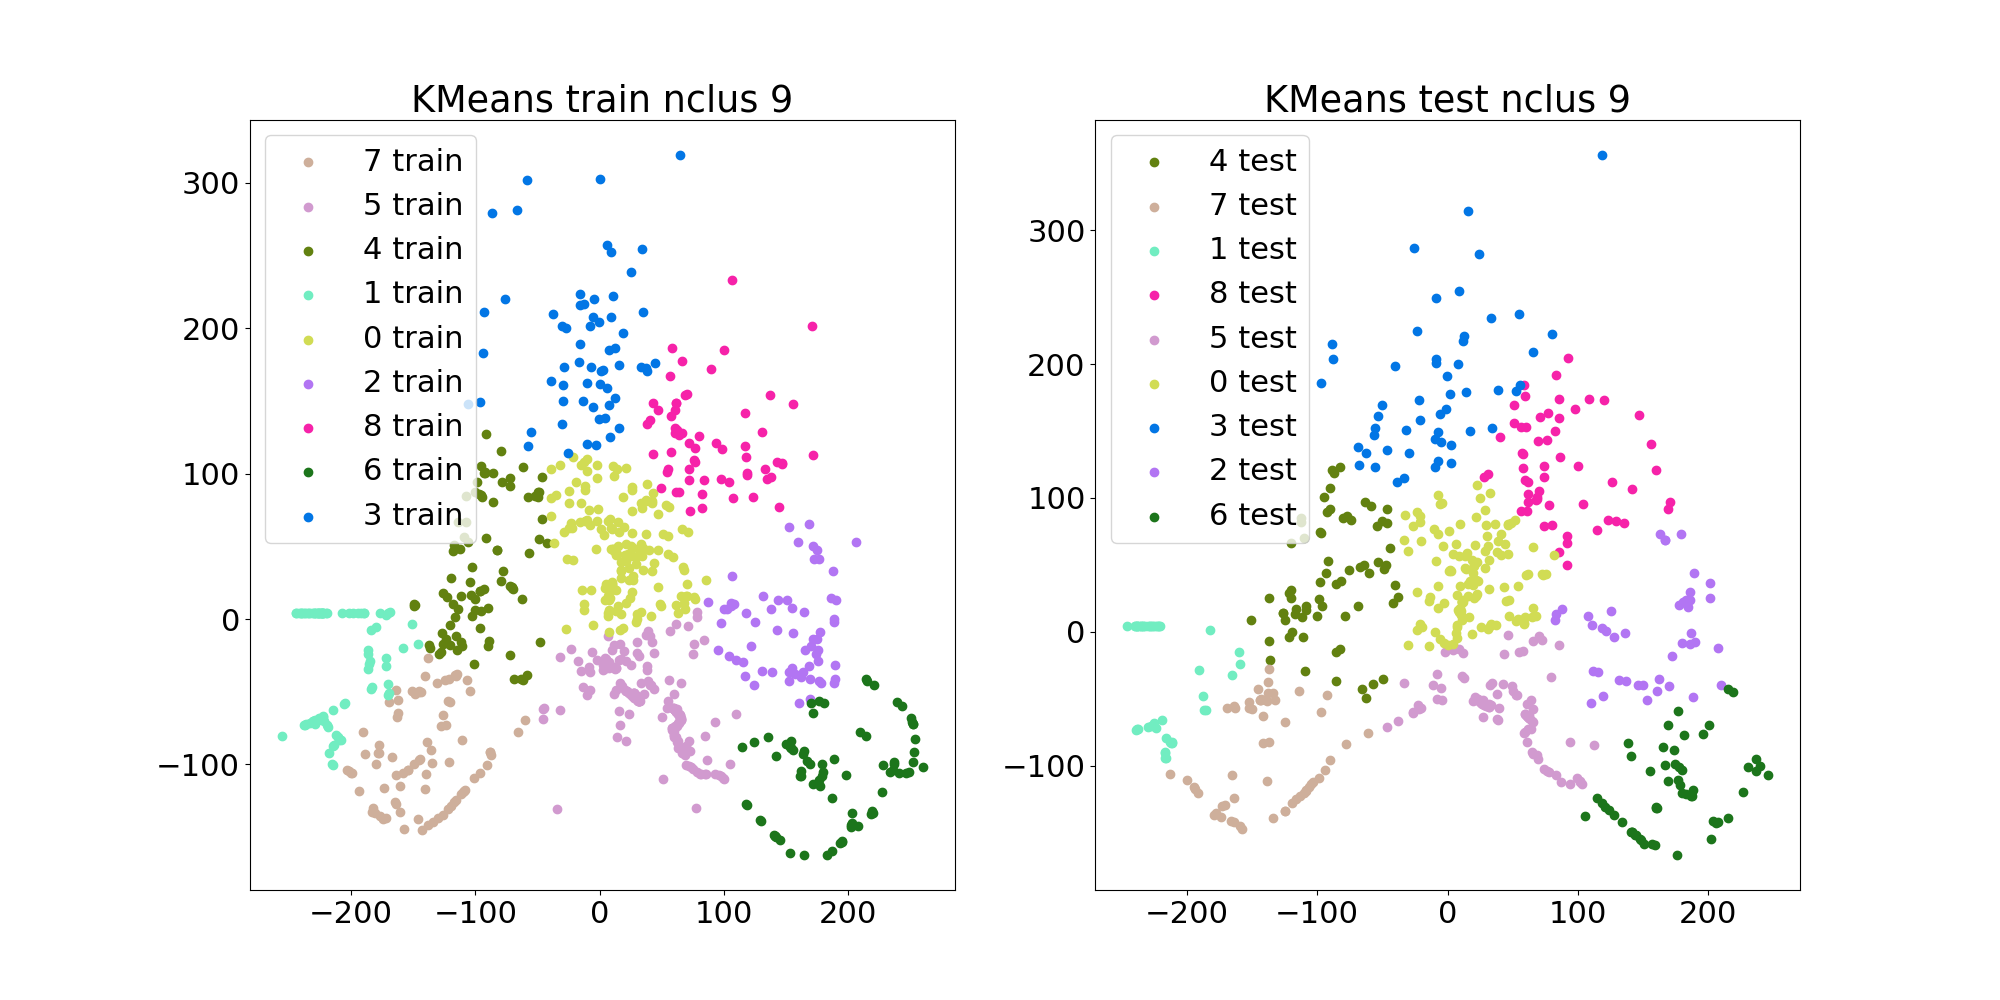 KMeans train nclus 9
300
200
100
0
−100
7 train
5 train
4 train
1 train
0 train
2 train
8 train
6 train
3 train
−200 −100 0 100 200
KMeans test nclus 9
300
200
100
0
−100
4 test
7 test
1 test
8 test
5 test
0 test
3 test
2 test
6 test
−200 −100 0 100 200